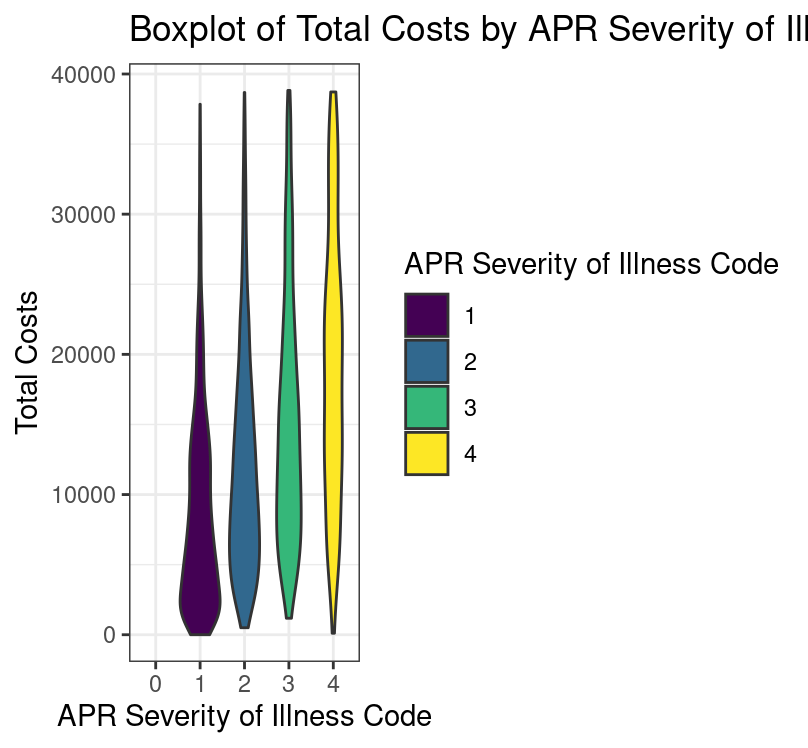 Boxplot of Total Costs by APR Severity of Ill
40000
30000
20000
10000
0
Total Costs
0 1 2 3 4
APR Severity of Illness Code
APR Severity of Illness Code
1
2
3
4